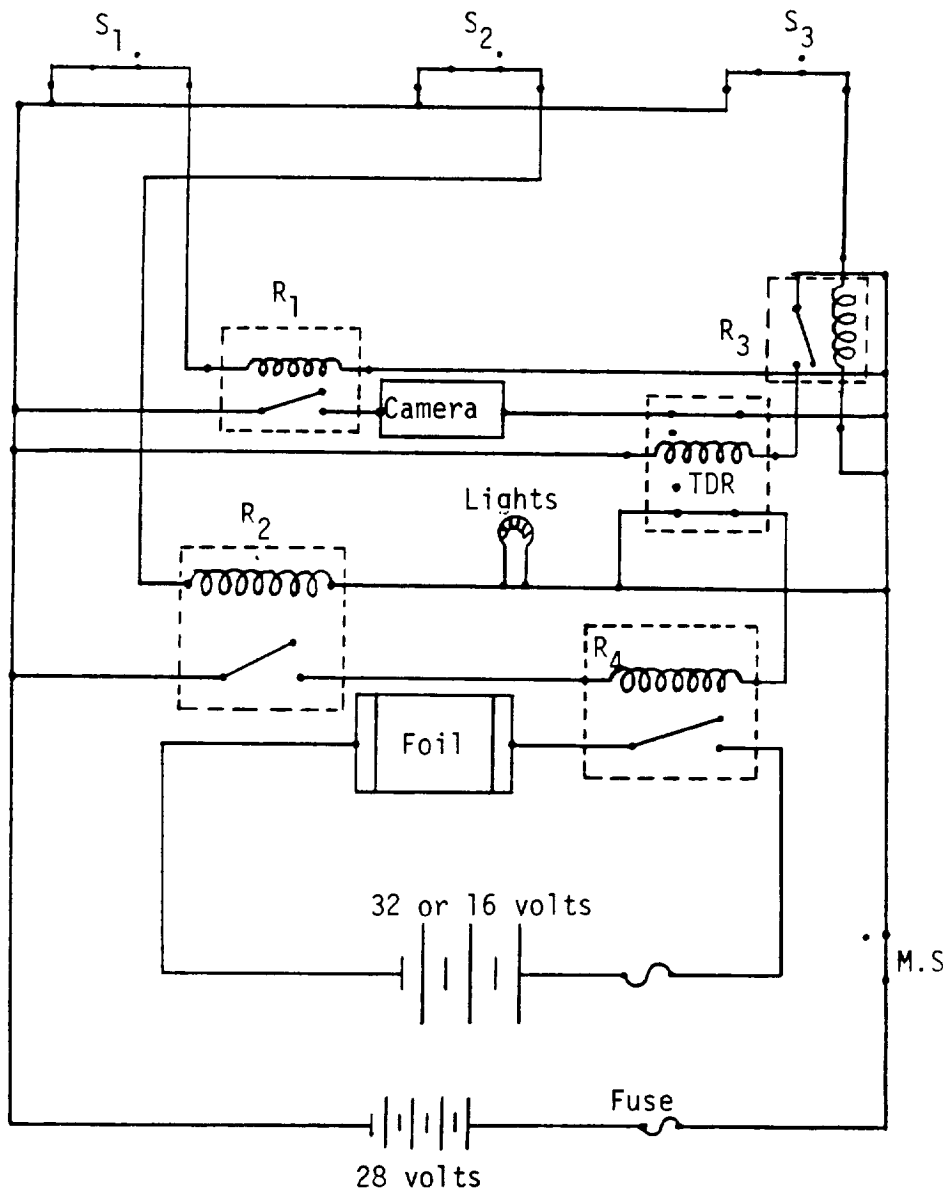 S1
S2
S3
R1
R3
Camera
TDR
Lights
R2
R4
Foil
32 or 16 volts
M.S
Fuse
28 volts